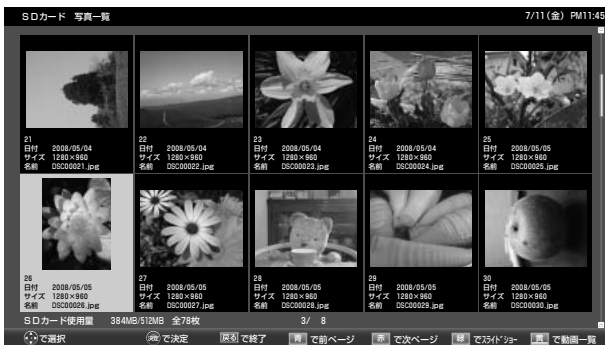 SDカード 写真一覧 7/11(金) PM11:45
21
日付 2008/05/04
サイズ 1280×960
名前 DSC00021.jpg
22
日付 2008/05/04
サイズ 1280×960
名前 DSC00022.jpg
23
日付 2008/05/04
サイズ 1280×960
名前 DSC00023.jpg
24
日付 2008/05/04
サイズ 1280×960
名前 DSC00024.jpg
25
日付 2008/05/05
サイズ 1280×960
名前 DSC00025.jpg
26
日付 2008/05/05
サイズ 1280×960
名前 DSC00026.jpg
27
日付 2008/05/05
サイズ 1280×960
名前 DSC00027.jpg
28
日付 2008/05/05
サイズ 1280×960
名前 DSC00028.jpg
29
日付 2008/05/05
サイズ 1280×960
名前 DSC00029.jpg
30
日付 2008/05/05
サイズ 1280×960
名前 DSC00030.jpg
SDカード使用量 384MB/512MB 全78枚 3/ 8
で選択 決定 で決定 戻る で終了 青 で前ページ 赤 で次ページ 緑 でスライドショー 黄 で動画一覧